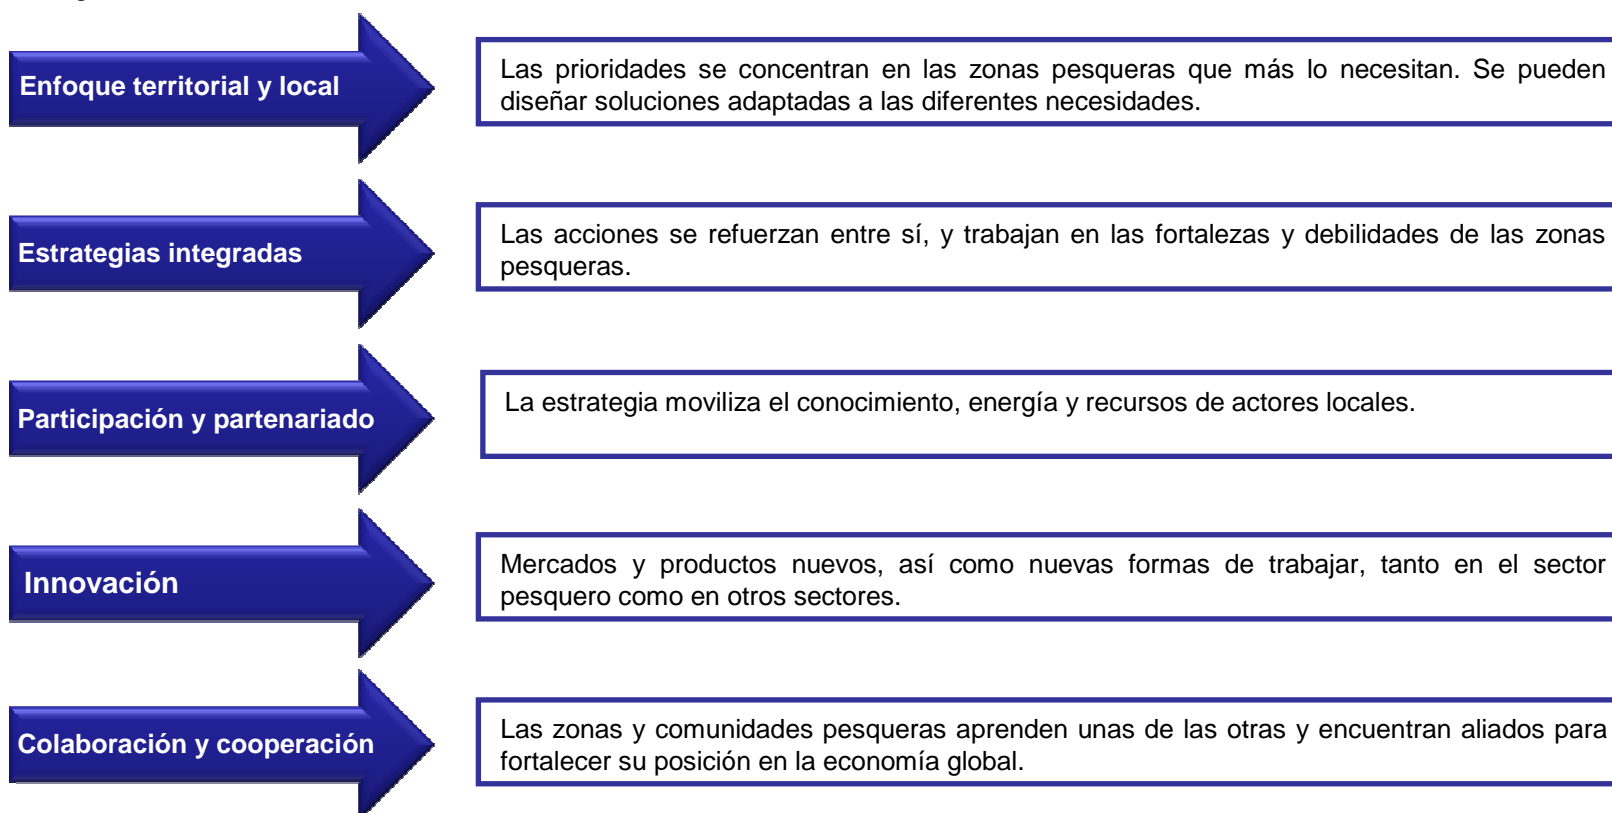 Enfoque territorial y local
Las prioridades se concentran en las zonas pesqueras que más lo necesitan. Se pueden
diseñar soluciones adaptadas a las diferentes necesidades.
Estrategias integradas
Las acciones se refuerzan entre sí, y trabajan en las fortalezas y debilidades de las zonas
pesqueras.
Participación y partenariado
La estrategia moviliza el conocimiento, energía y recursos de actores locales.
Innovación
Mercados y productos nuevos, así como nuevas formas de trabajar, tanto en el sector
pesquero como en otros sectores.
Colaboración y cooperación
Las zonas y comunidades pesqueras aprenden unas de las otras y encuentran aliados para
fortalecer su posición en la economía global.